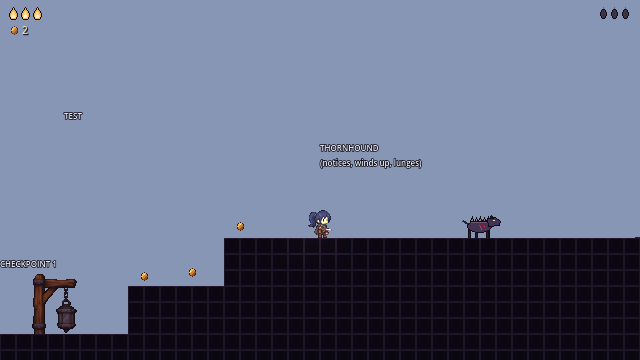 2
TEST
THORNHOUND
(notices, winds up, lunges)
CHECKPOINT 1